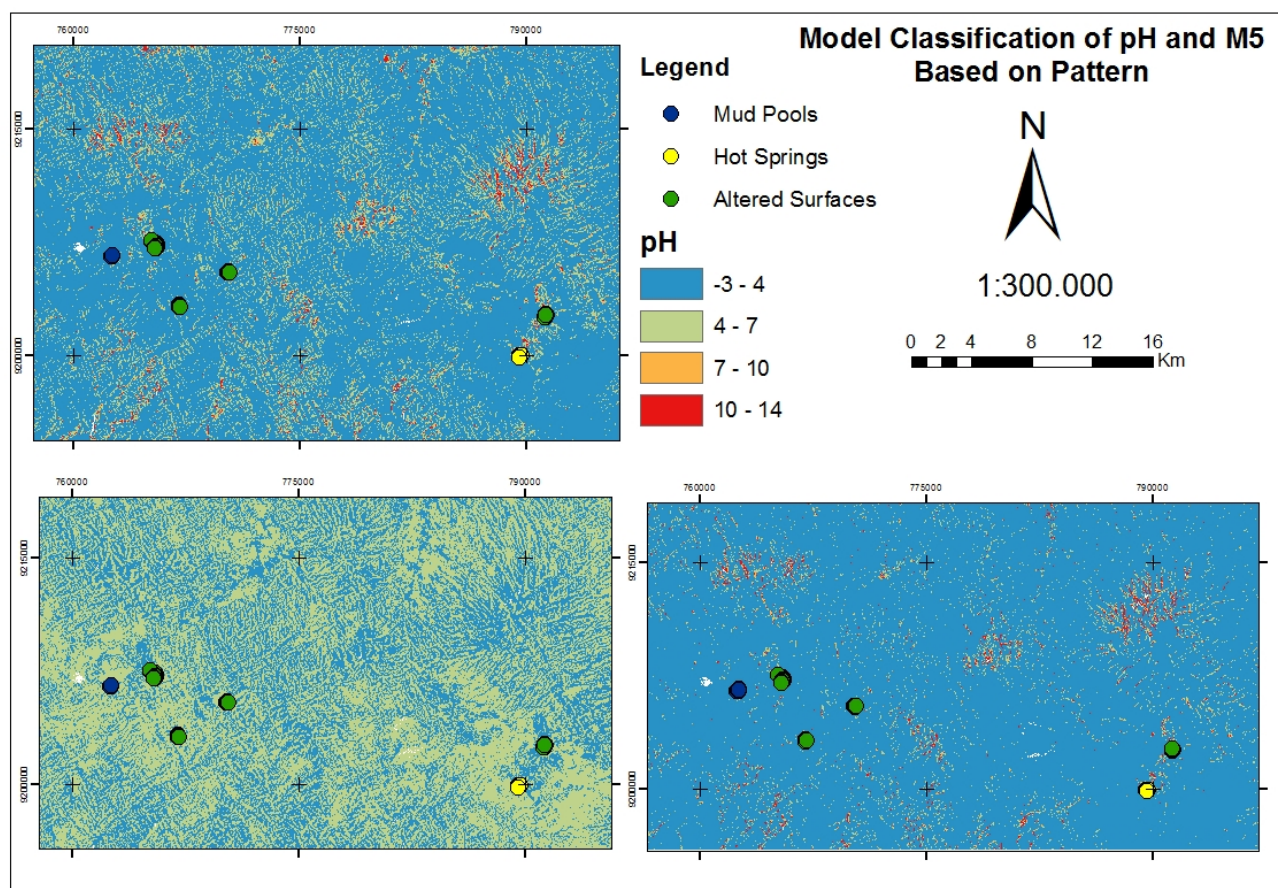 Model Classification of pH and M5
Based on Pattern
760000
775000
790000
9215000
9200000
Legend
Mud Pools
Hot Springs
Altered Surfaces
pH
-3 - 4
4 - 7
7 - 10
10 - 14
N
1:300.000
0 2 4 8 12 16
Km
760000
775000
790000
9215000
9200000
760000
775000
790000
9215000
9200000